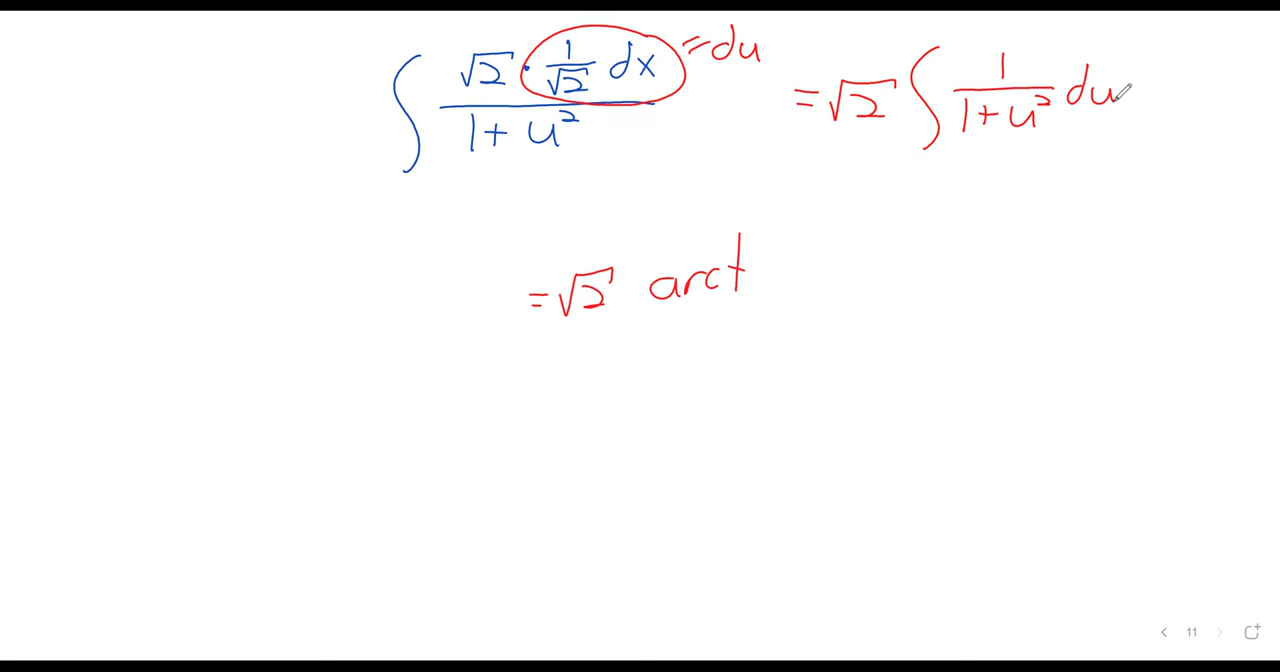 ∫ (√2 · 1/√2 dx)/(1 + u²) = du = √2 ∫ 1/(1 + u²) du
= √2 arct
< 11 >